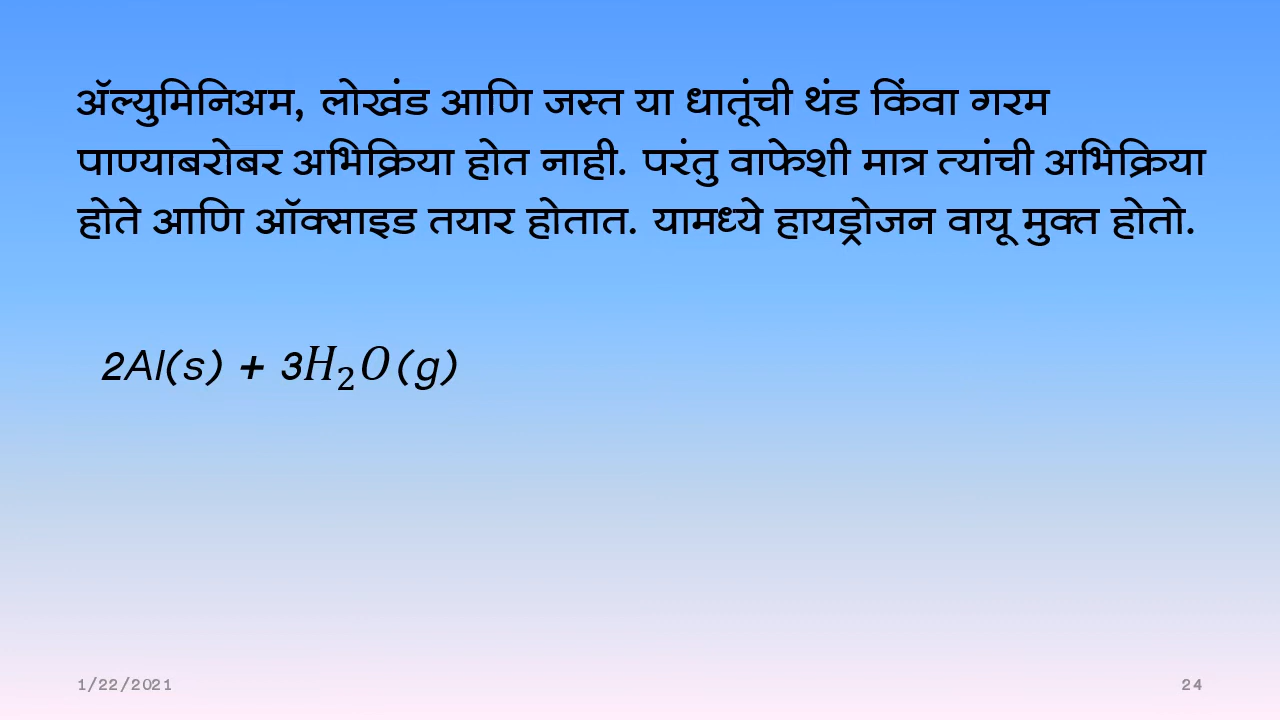 ॲल्युमिनिअम, लोखंड आणि जस्त या धातूंची थंड किंवा गरम
पाण्याबरोबर अभिक्रिया होत नाही. परंतु वाफेशी मात्र त्यांची अभिक्रिया
होते आणि ऑक्साइड तयार होतात. यामध्ये हायड्रोजन वायू मुक्त होतो.
2Al(s) + 3H₂O(g)
1/22/2021
24